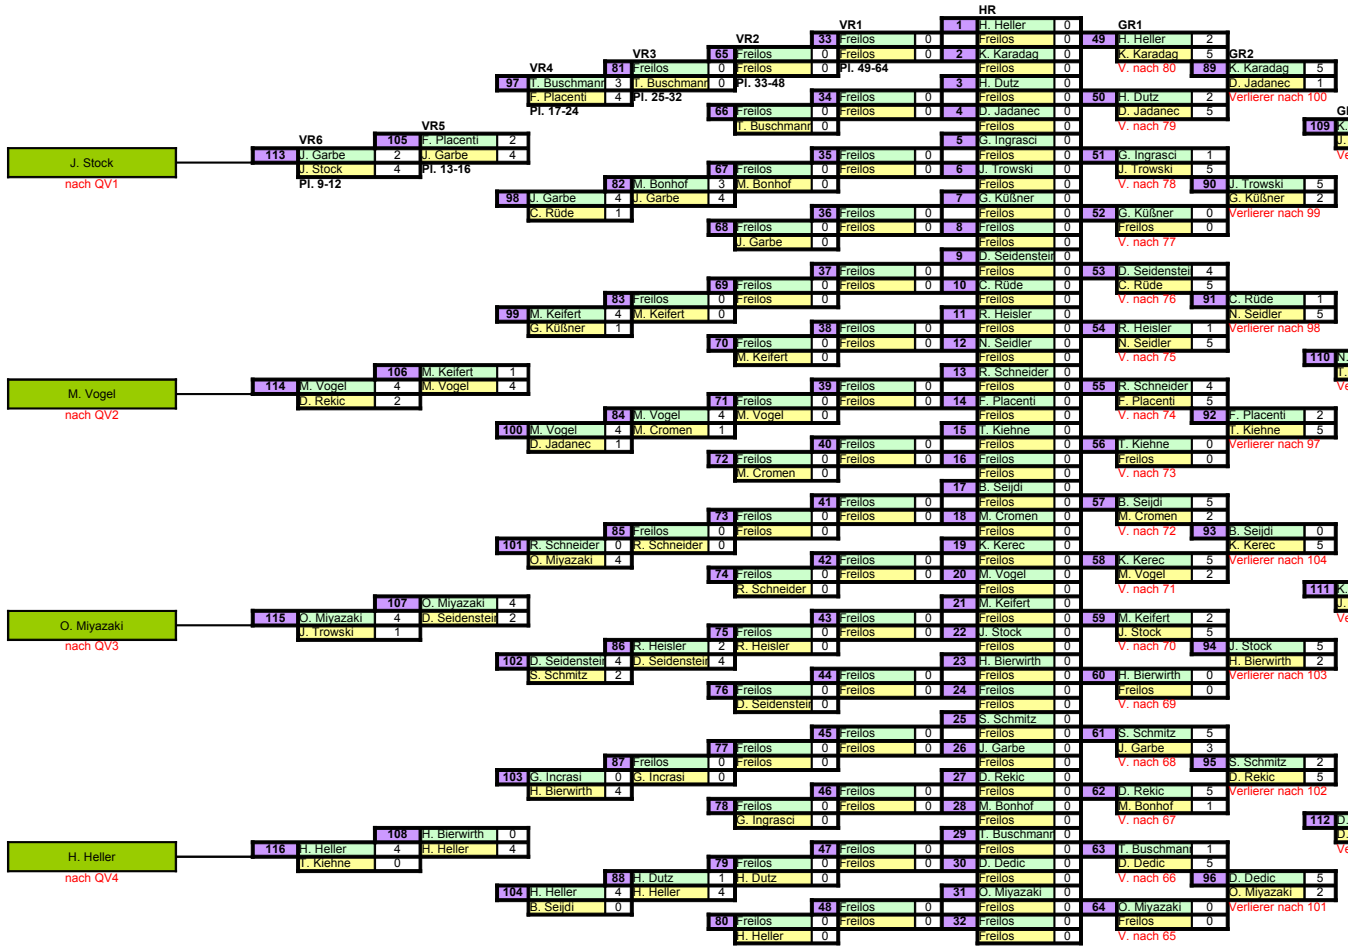 HR
1 H. Heller 0
VR1 GR1
33 Freilos 0 Freilos 0 49 H. Heller 2
VR2
65 Freilos 0 Freilos 0 2 K. Karadag 0 K. Karadag 5 GR2
VR3
VR4 81 Freilos 0 Freilos 0 Pl. 49-64 Freilos 0 V. nach 80 89 K. Karadag 5
97 T. Buschmann 3 T. Buschmann 0 Pl. 33-48 3 H. Dutz 0 D. Jadanec 1
F. Placenti 4 Pl. 25-32 34 Freilos 0 Freilos 0 50 H. Dutz 2 Verlierer nach 100
Pl. 17-24 66 Freilos 0 Freilos 0 4 D. Jadanec 0 D. Jadanec 5
VR5 T. Buschmann 0 Freilos 0 V. nach 79 109 K.
VR6 105 F. Placenti 2 5 G. Ingrasci 0 J.
J. Stock 113 J. Garbe 2 J. Garbe 4 35 Freilos 0 Freilos 0 51 G. Ingrasci 1
J. Stock 4 Pl. 13-16 67 Freilos 0 Freilos 0 6 J. Trowski 0 J. Trowski 5
nach QV1 Pl. 9-12 82 M. Bonhof 3 M. Bonhof 0 Freilos 0 V. nach 78 90 J. Trowski 5
98 J. Garbe 4 J. Garbe 4 7 G. Küßner 0 G. Küßner 2
C. Rüde 1 36 Freilos 0 Freilos 0 52 G. Küßner 0 Verlierer nach 99
68 Freilos 0 Freilos 0 8 Freilos 0 Freilos 0
J. Garbe 0 Freilos 0 V. nach 77
9 D. Seidenstein 0
37 Freilos 0 Freilos 0 53 D. Seidenstei 4
69 Freilos 0 Freilos 0 10 C. Rüde 0 C. Rüde 5
83 Freilos 0 Freilos 0 Freilos 0 V. nach 76 91 C. Rüde 1
99 M. Keifert 4 M. Keifert 0 11 R. Heisler 0 N. Seidler 5
G. Küßner 1 38 Freilos 0 Freilos 0 54 R. Heisler 1 Verlierer nach 98
70 Freilos 0 Freilos 0 12 N. Seidler 0 N. Seidler 5
M. Keifert 0 Freilos 0 V. nach 75 110 N.
106 M. Keifert 1 13 R. Schneider 0 T.
M. Vogel 114 M. Vogel 4 M. Vogel 4 39 Freilos 0 Freilos 0 55 R. Schneider 4
D. Rekic 2 71 Freilos 0 Freilos 0 14 F. Placenti 0 F. Placenti 5
nach QV2 84 M. Vogel 4 M. Vogel 0 Freilos 0 V. nach 74 92 F. Placenti 2
100 M. Vogel 4 M. Cromen 1 15 T. Kiehne 0 T. Kiehne 5
D. Jadanec 1 40 Freilos 0 Freilos 0 56 T. Kiehne 0 Verlierer nach 97
72 Freilos 0 Freilos 0 16 Freilos 0 Freilos 0
M. Cromen 0 Freilos 0 V. nach 73
17 B. Seijdi 0
41 Freilos 0 Freilos 0 57 B. Seijdi 5
73 Freilos 0 Freilos 0 18 M. Cromen 0 M. Cromen 2
85 Freilos 0 Freilos 0 Freilos 0 V. nach 72 93 B. Seijdi 0
101 R. Schneider 0 R. Schneider 0 19 K. Kerec 0 K. Kerec 5
O. Miyazaki 4 42 Freilos 0 Freilos 0 58 K. Kerec 5 Verlierer nach 104
74 Freilos 0 Freilos 0 20 M. Vogel 0 M. Vogel 2
R. Schneider 0 Freilos 0 V. nach 71 111 K.
107 O. Miyazaki 4 21 M. Keifert 0 J.
O. Miyazaki 115 O. Miyazaki 4 D. Seidenstein 2 43 Freilos 0 Freilos 0 59 M. Keifert 2
J. Trowski 1 75 Freilos 0 Freilos 0 22 J. Stock 0 J. Stock 5
nach QV3 86 R. Heisler 2 R. Heisler 0 Freilos 0 V. nach 70 94 J. Stock 5
102 D. Seidenstein 4 D. Seidenstein 4 23 H. Bierwirth 0 H. Bierwirth 2
S. Schmitz 2 44 Freilos 0 Freilos 0 60 H. Bierwirth 0 Verlierer nach 103
76 Freilos 0 Freilos 0 24 Freilos 0 Freilos 0
D. Seidenstein 0 Freilos 0 V. nach 69
25 S. Schmitz 0
45 Freilos 0 Freilos 0 61 S. Schmitz 5
77 Freilos 0 Freilos 0 26 J. Garbe 0 J. Garbe 3
87 Freilos 0 Freilos 0 Freilos 0 V. nach 68 95 S. Schmitz 2
103 G. Incrasi 0 G. Incrasi 0 27 D. Rekic 0 D. Rekic 5
H. Bierwirth 4 46 Freilos 0 Freilos 0 62 D. Rekic 5 Verlierer nach 102
78 Freilos 0 Freilos 0 28 M. Bonhof 0 M. Bonhof 1
G. Ingrasci 0 Freilos 0 V. nach 67 112 D.
108 H. Bierwirth 0 29 T. Buschmann 0 D.
H. Heller 116 H. Heller 4 H. Heller 4 47 Freilos 0 Freilos 0 63 T. Buschmann 1
T. Kiehne 0 79 Freilos 0 Freilos 0 30 D. Dedic 0 D. Dedic 5
nach QV4 88 H. Dutz 1 H. Dutz 0 Freilos 0 V. nach 66 96 D. Dedic 5
104 H. Heller 4 H. Heller 4 31 O. Miyazaki 0 O. Miyazaki 2
B. Seijdi 0 48 Freilos 0 Freilos 0 64 O. Miyazaki 0 Verlierer nach 101
80 Freilos 0 Freilos 0 32 Freilos 0 Freilos 0
H. Heller 0 Freilos 0 V. nach 65